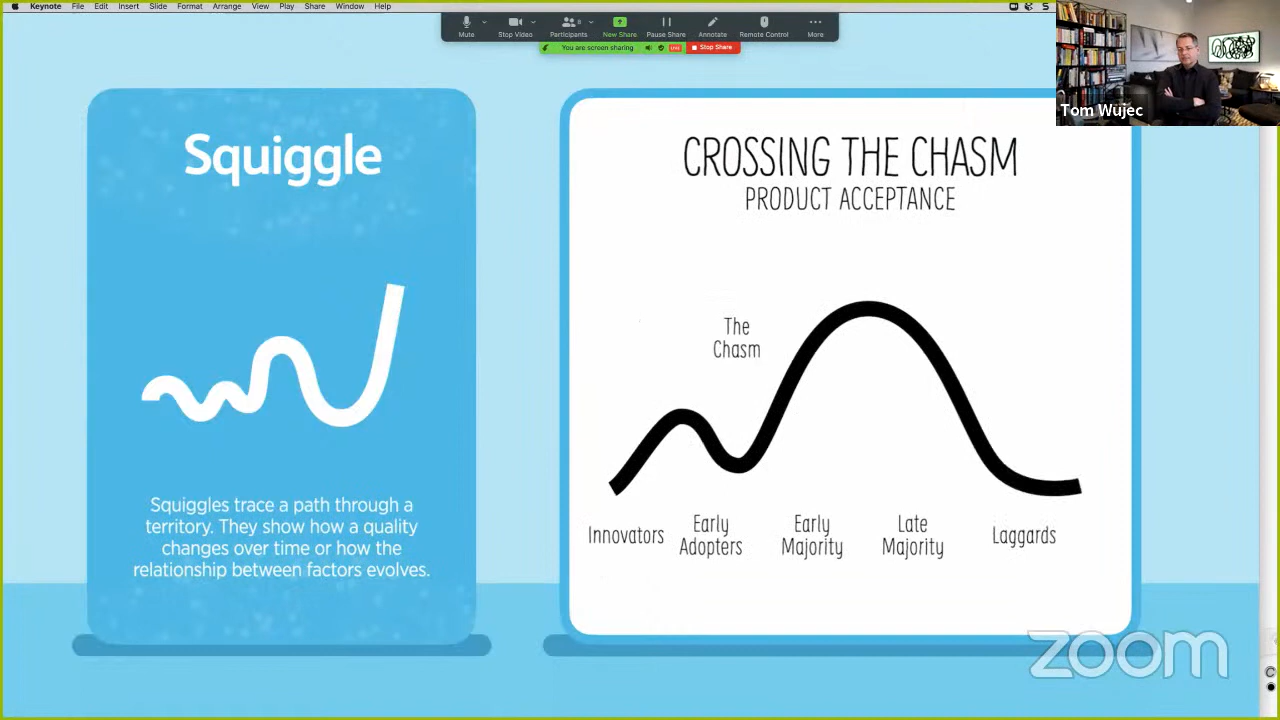 Keynote File Edit Insert Slide Format Arrange View Play Share Window Help
Mute Stop Video Participants 8 New Share Pause Share Annotate Remote Control More
You are screen sharing LIVE Stop Share
Tom Wujec
Squiggle
Squiggles trace a path through a
territory. They show how a quality
changes over time or how the
relationship between factors evolves.
CROSSING THE CHASM
PRODUCT ACCEPTANCE
The
Chasm
Innovators
Early
Adopters
Early
Majority
Late
Majority
Laggards
zoom